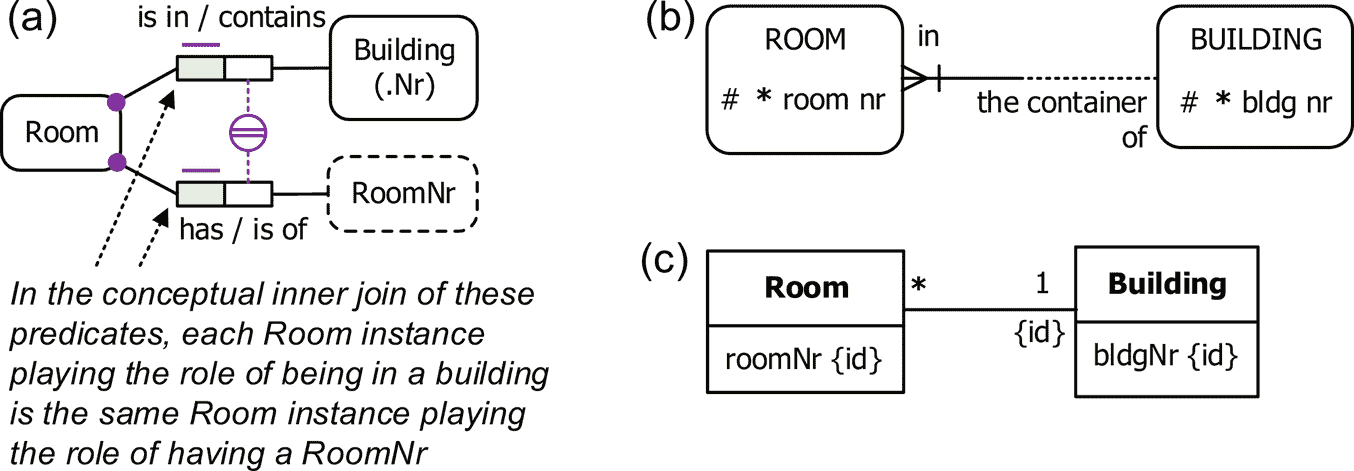 (a)
is in / contains
Building
(.Nr)
Room
RoomNr
has / is of
In the conceptual inner join of these
predicates, each Room instance
playing the role of being in a building
is the same Room instance playing
the role of having a RoomNr
(b)
ROOM
# * room nr
in
the container
of
BUILDING
# * bldg nr
(c)
Room
roomNr {id}
*
1
{id}
Building
bldgNr {id}